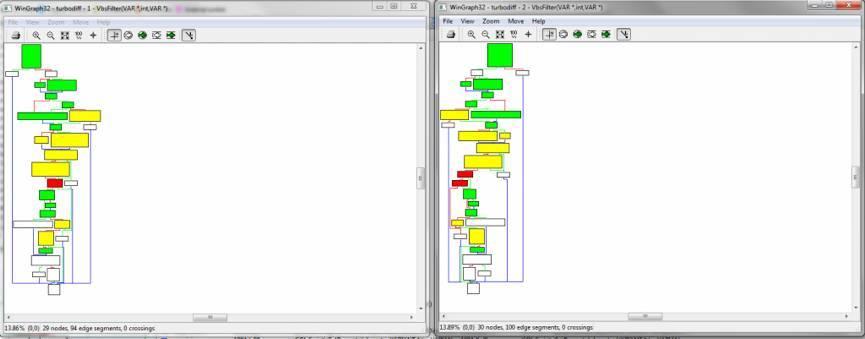 WinGraph32 - turbodiff - 1 - VbsFilter(VAR *,int,VAR *)
File View Zoom Move Help
13.86% (0,0) 29 nodes, 94 edge segments, 0 crossings
WinGraph32 - turbodiff - 2 - VbsFilter(VAR *,int,VAR *)
File View Zoom Move Help
13.89% (0,0) 30 nodes, 100 edge segments, 0 crossings